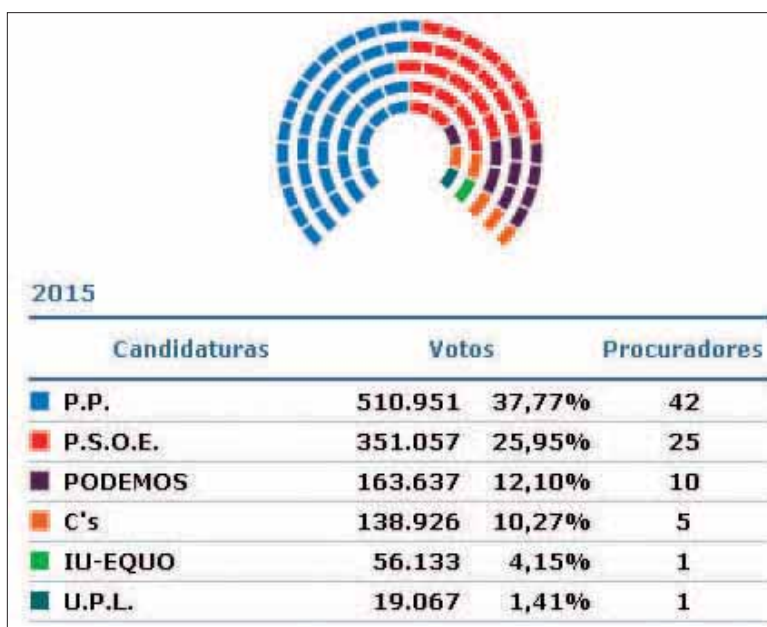 2015
Candidaturas Votos Procuradores
P.P. 510.951 37,77% 42
P.S.O.E. 351.057 25,95% 25
PODEMOS 163.637 12,10% 10
C's 138.926 10,27% 5
IU-EQUO 56.133 4,15% 1
U.P.L. 19.067 1,41% 1